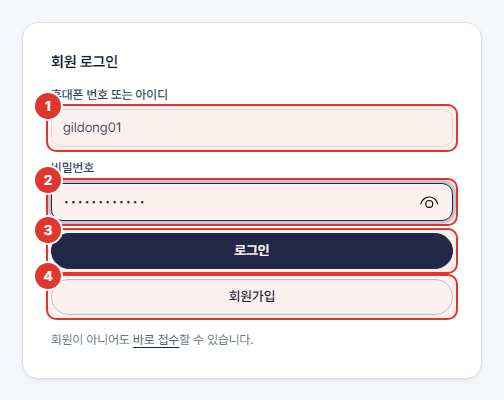 회원 로그인
휴대폰 번호 또는 아이디
1
gildong01
비밀번호
2
············
3
로그인
4
회원가입
회원이 아니어도 바로 접수할 수 있습니다.